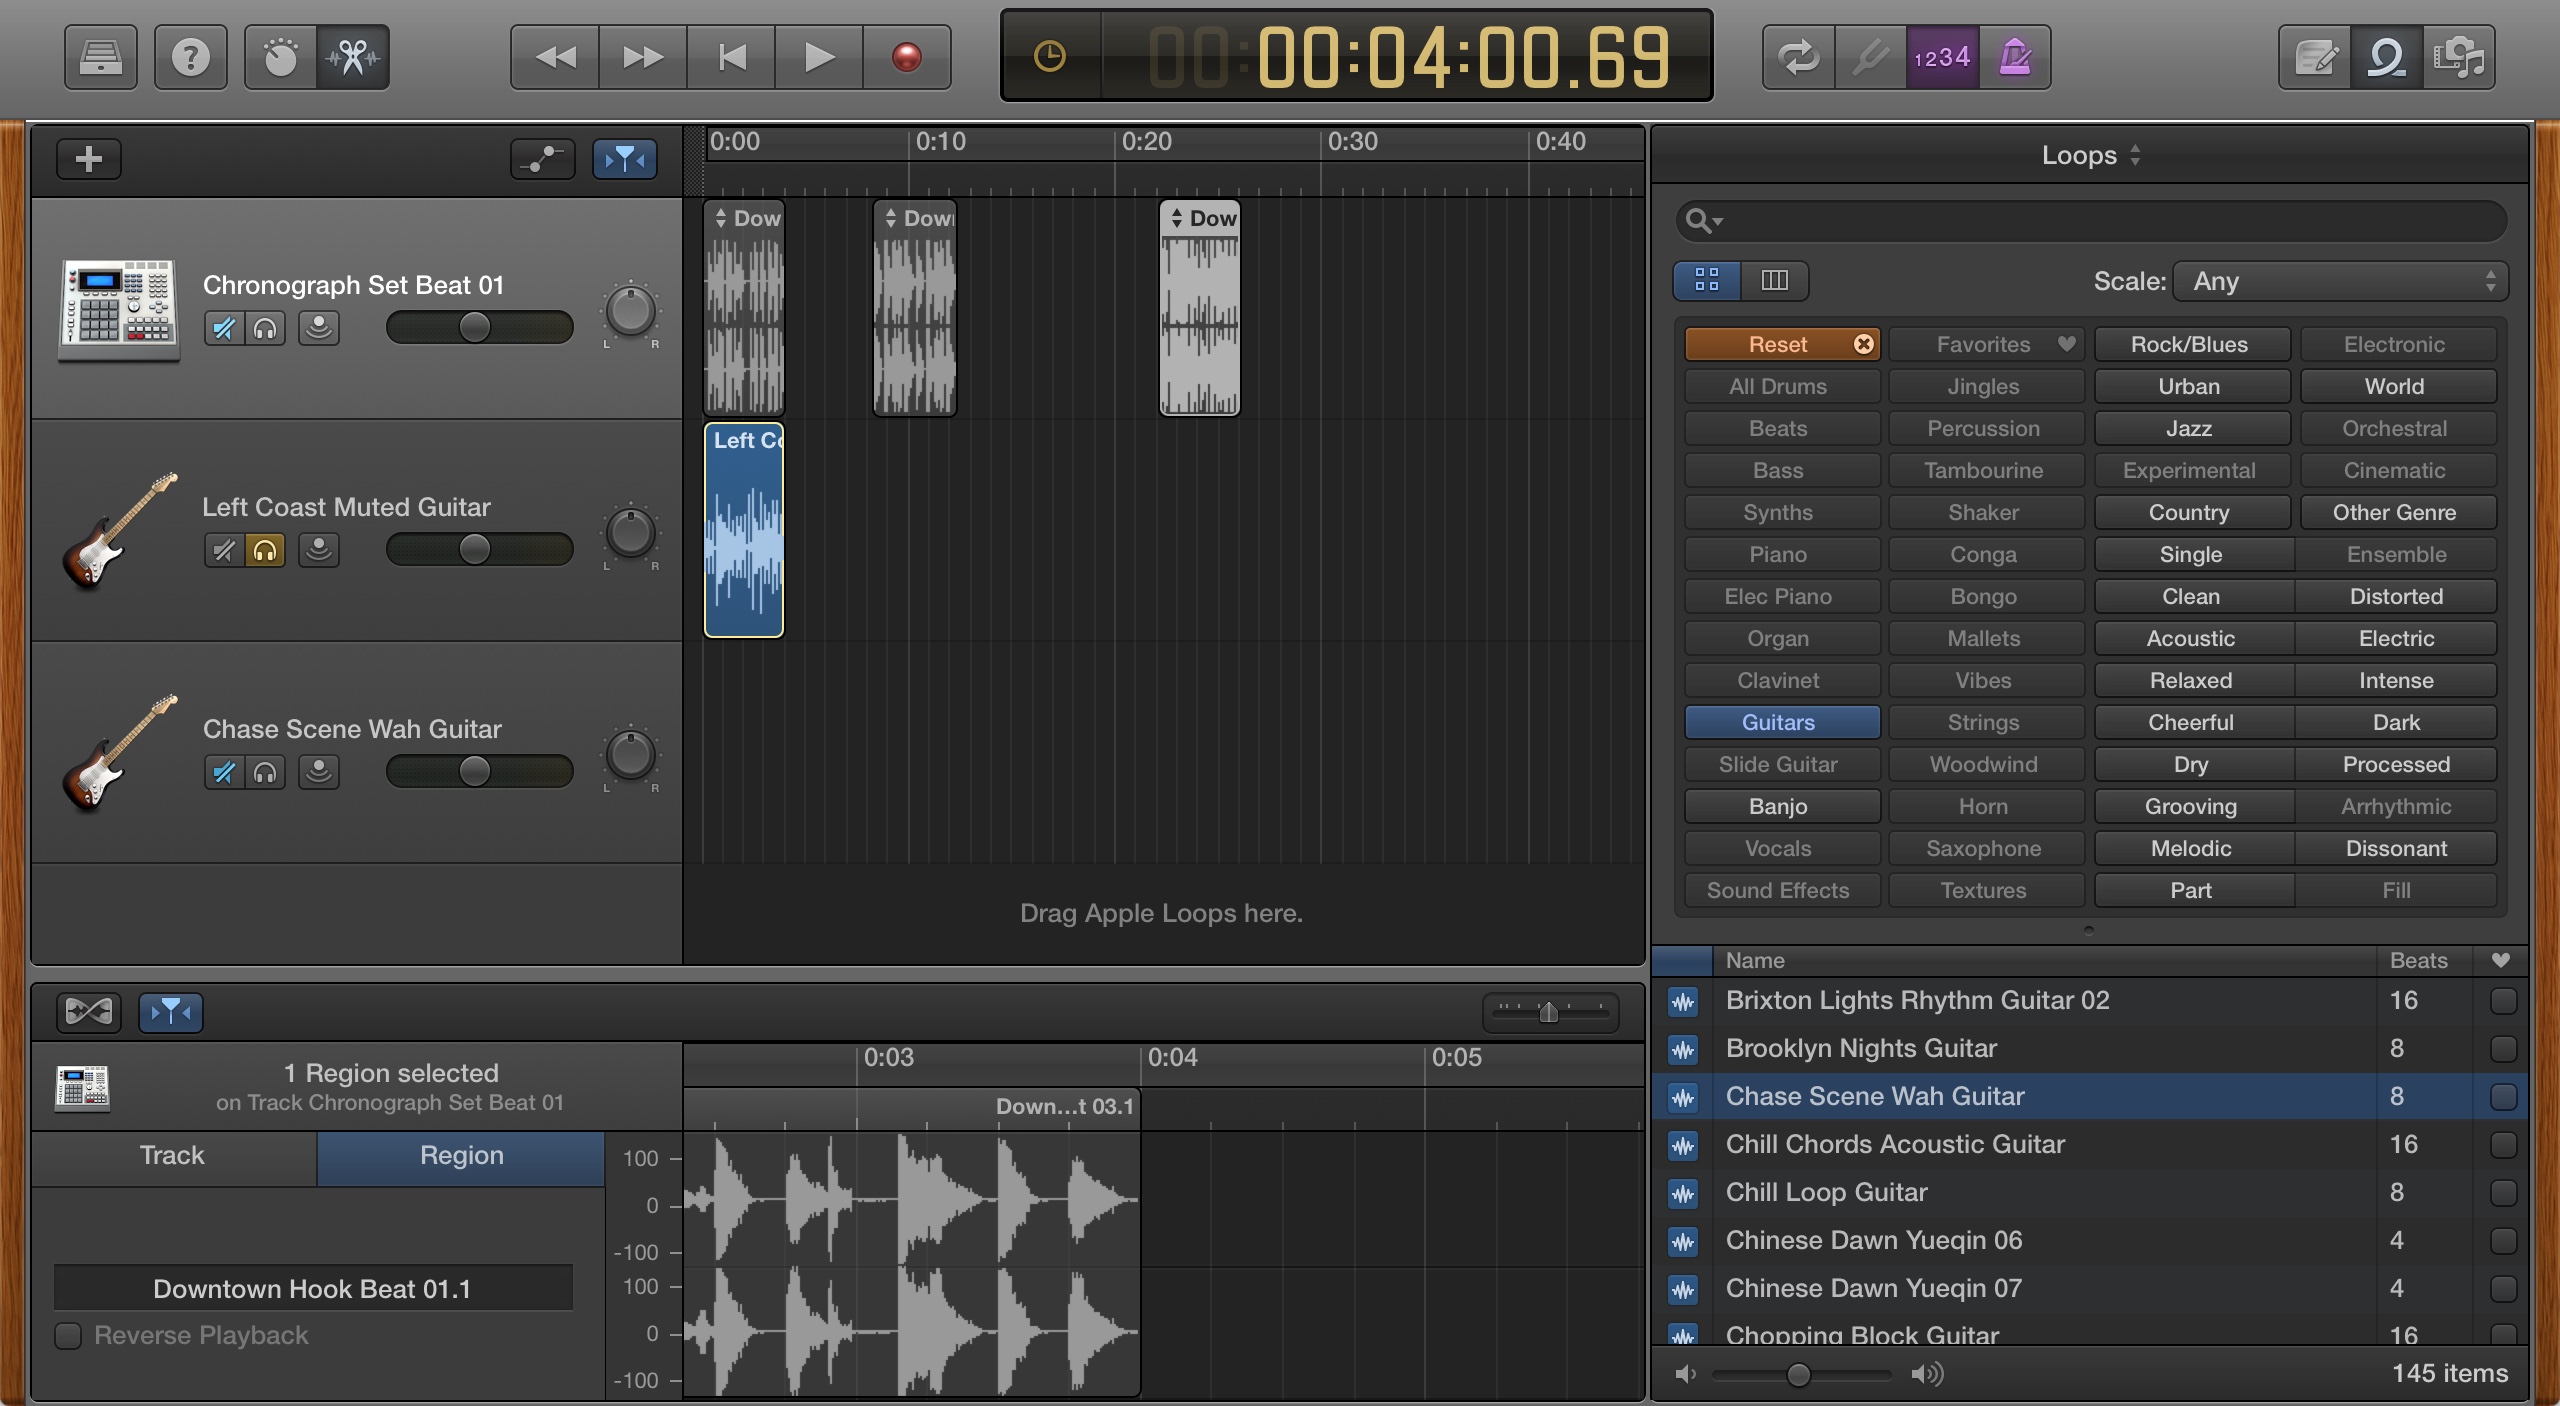 00:00:04:00.69
1234
0:00 0:10 0:20 0:30 0:40
Loops
Dow Dow Dow
Scale: Any
Chronograph Set Beat 01
L R
Reset Favorites Rock/Blues Electronic
All Drums Jingles Urban World
Beats Percussion Jazz Orchestral
Left Co
Bass Tambourine Experimental Cinematic
Left Coast Muted Guitar
Synths Shaker Country Other Genre
L R
Piano Conga Single Ensemble
Elec Piano Bongo Clean Distorted
Organ Mallets Acoustic Electric
Clavinet Vibes Relaxed Intense
Chase Scene Wah Guitar
Guitars Strings Cheerful Dark
Slide Guitar Woodwind Dry Processed
L R
Banjo Horn Grooving Arrhythmic
Vocals Saxophone Melodic Dissonant
Sound Effects Textures Part Fill
Drag Apple Loops here.
Name Beats
Brixton Lights Rhythm Guitar 02 16
Brooklyn Nights Guitar 8
Chase Scene Wah Guitar 8
Chill Chords Acoustic Guitar 16
Chill Loop Guitar 8
Chinese Dawn Yueqin 06 4
Chinese Dawn Yueqin 07 4
Chopping Block Guitar 16
145 items
0:03 0:04 0:05
1 Region selected
on Track Chronograph Set Beat 01
Down...t 03.1
Track Region
100
0
-100
100
0
-100
Downtown Hook Beat 01.1
Reverse Playback